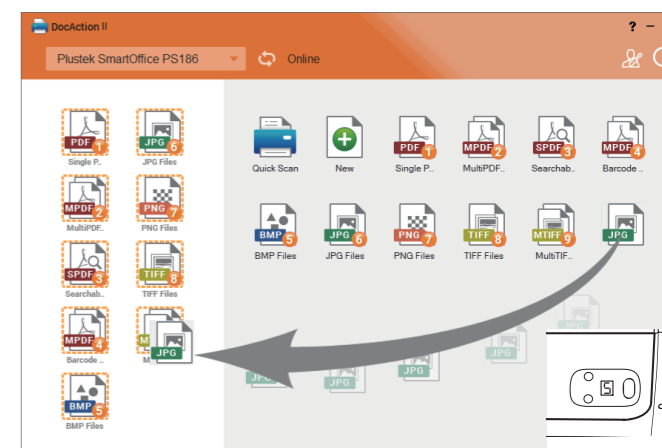 DocAction II
? –
Plustek SmartOffice PS186
Online
PDF 1
Single P..
JPG 6
JPG Files
MPDF 2
MultiPDF..
PNG 7
PNG Files
SPDF 3
Searchab..
TIFF 8
TIFF Files
MPDF 4
Barcode ..
M
JPG
M
BMP 5
BMP Files
Quick Scan
New
PDF 1
Single P..
MPDF 2
MultiPDF..
SPDF 3
Searchab..
MPDF 4
Barcode ..
BMP 5
BMP Files
JPG 6
JPG Files
PNG 7
PNG Files
TIFF 8
TIFF Files
MTIFF 9
MultiTIF..
JPG
JPG
JPG
JPG
JPG
JPG
5